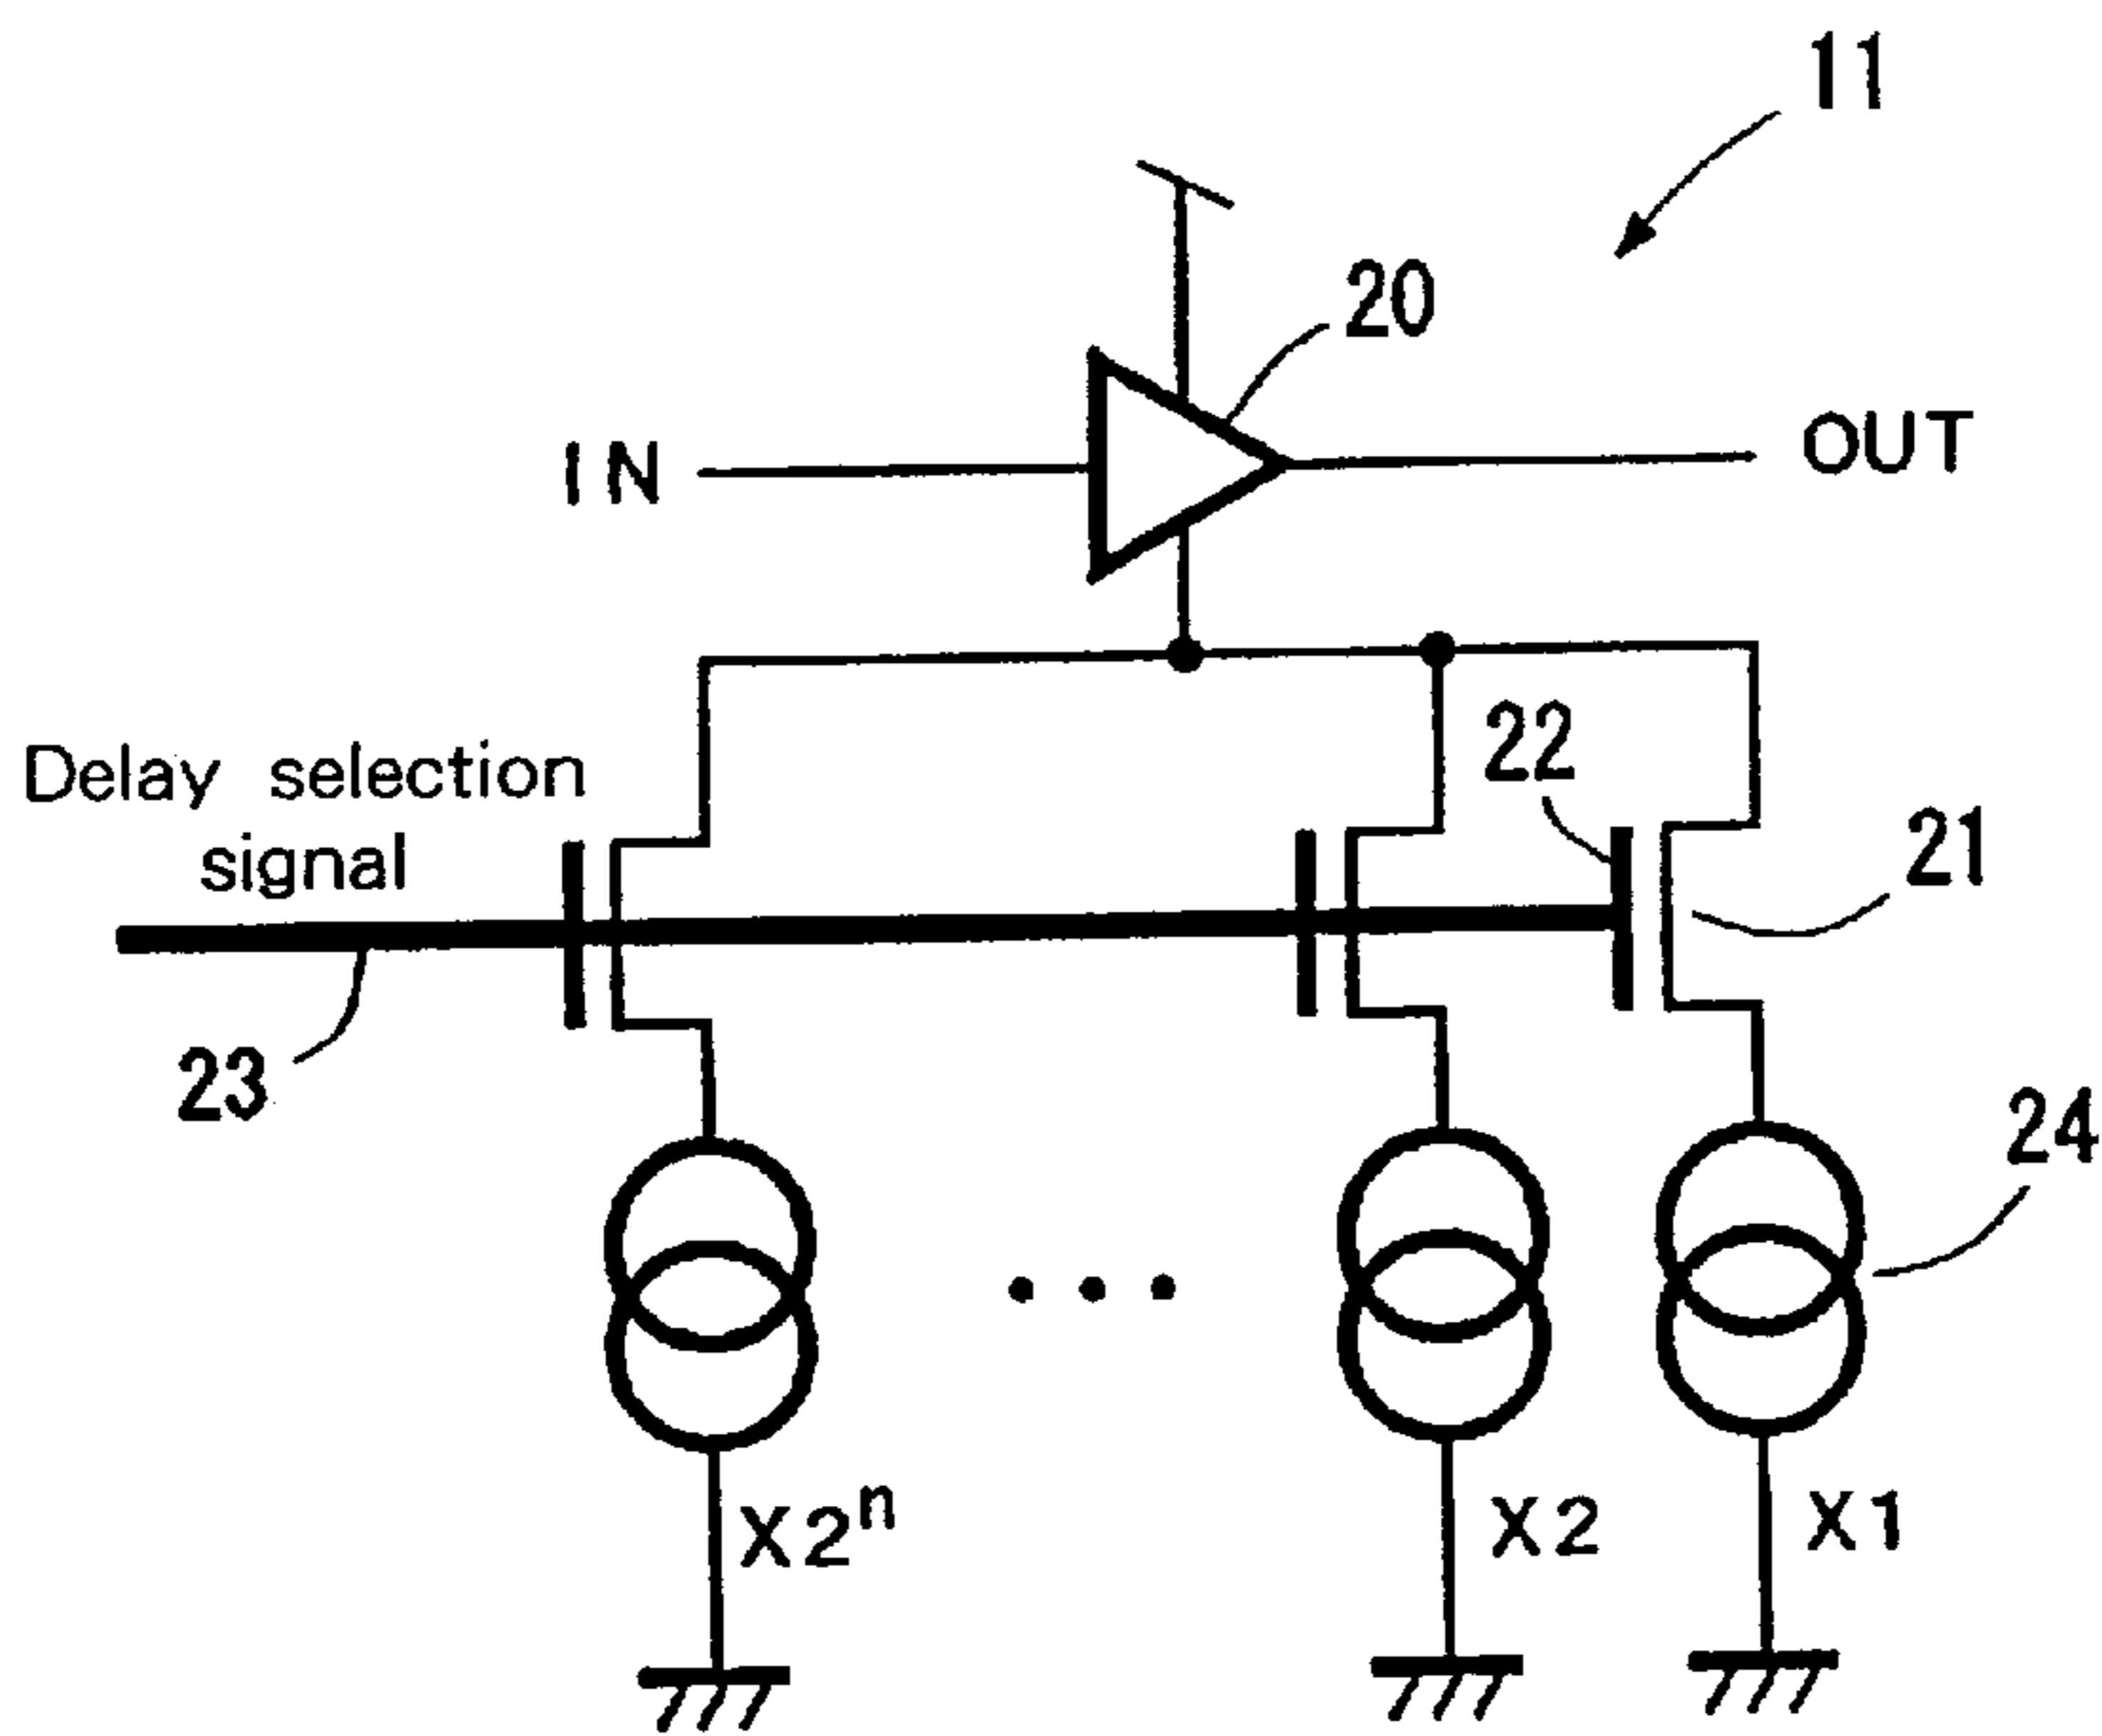 11
20
IN
OUT
22
Delay selection
signal
21
23
24
X2ⁿ
X2
X1